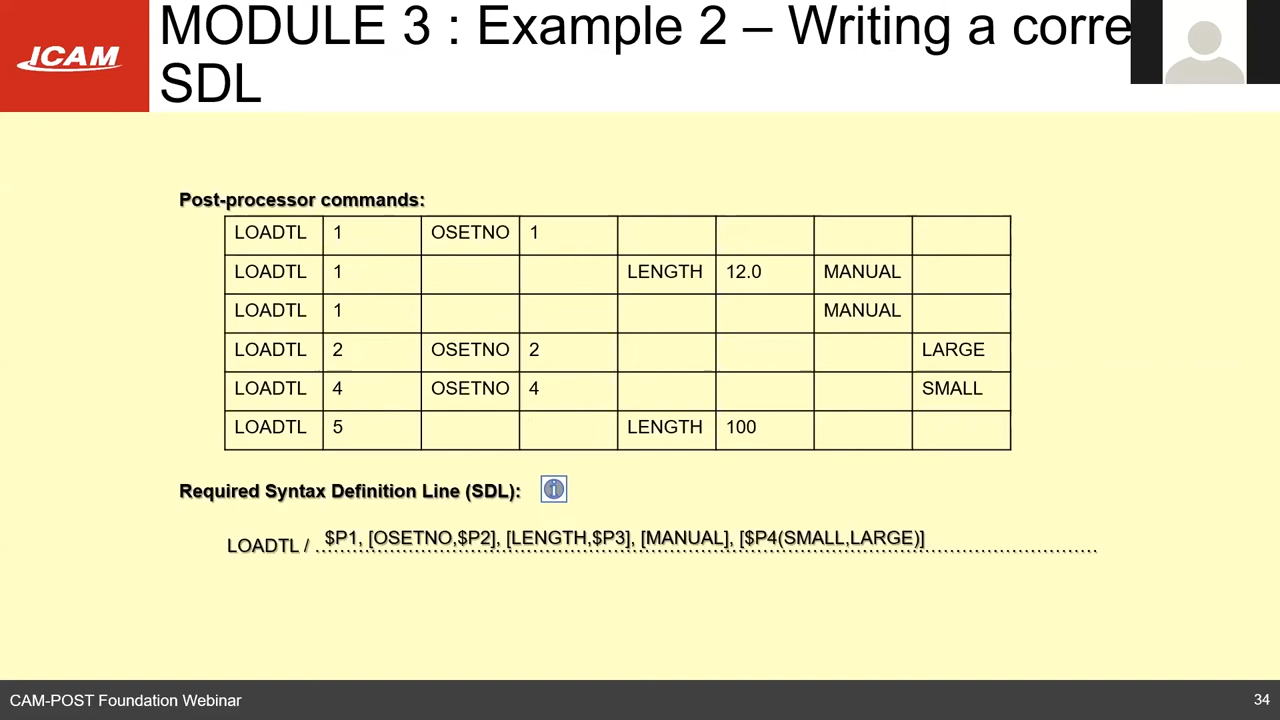 ICAM
MODULE 3 : Example 2 – Writing a corre
SDL
Post-processor commands:
LOADTL 1 OSETNO 1
LOADTL 1 LENGTH 12.0 MANUAL
LOADTL 1 MANUAL
LOADTL 2 OSETNO 2 LARGE
LOADTL 4 OSETNO 4 SMALL
LOADTL 5 LENGTH 100
Required Syntax Definition Line (SDL):
LOADTL / $P1, [OSETNO,$P2], [LENGTH,$P3], [MANUAL], [$P4(SMALL,LARGE)]
CAM-POST Foundation Webinar
34